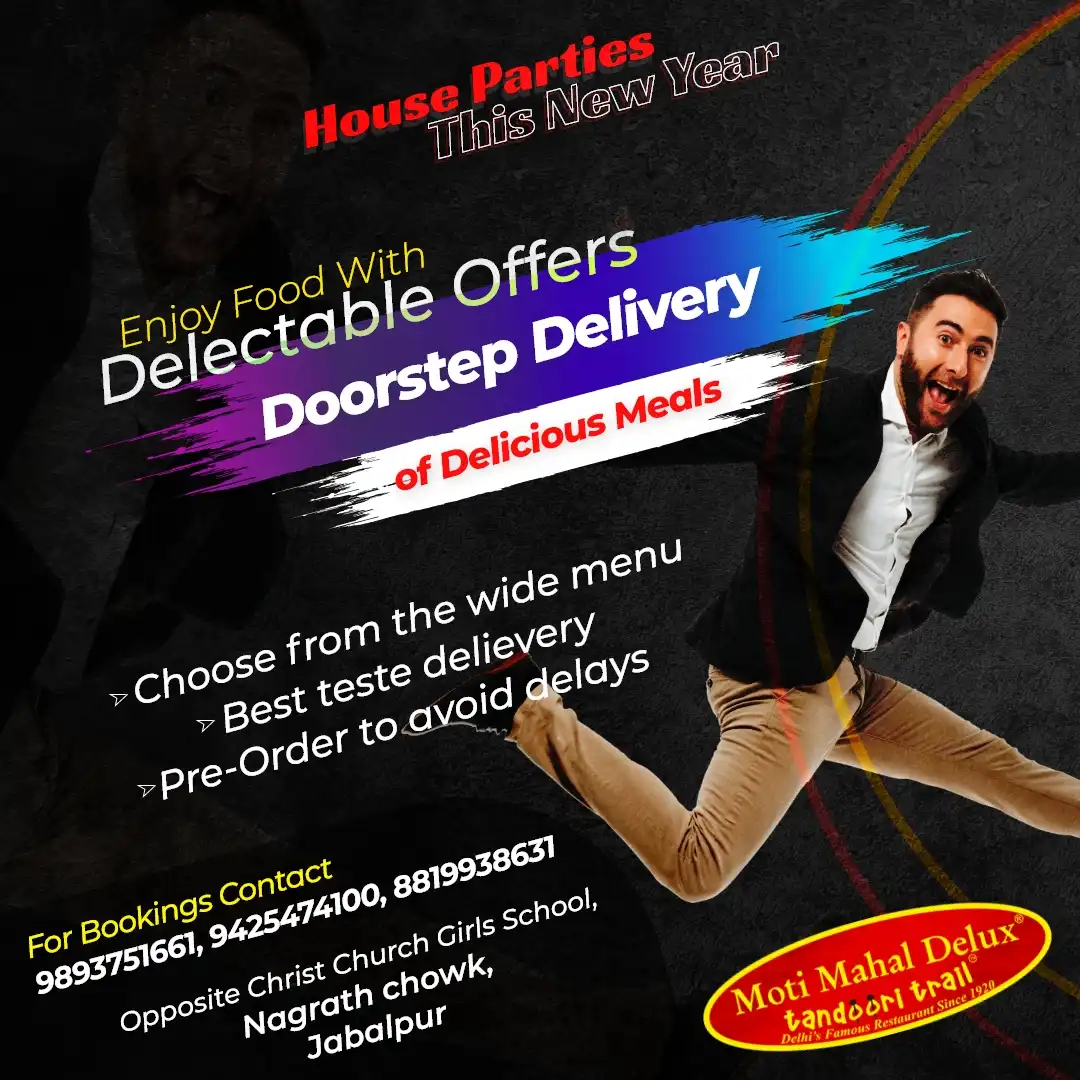 House Parties
This New Year
Enjoy Food With
Delectable Offers
Doorstep Delivery
of Delicious Meals
Choose from the wide menu
Best teste delievery
Pre-Order to avoid delays
For Bookings Contact
9893751661, 9425474100, 8819938631
Opposite Christ Church Girls School,
Nagrath chowk,
Jabalpur
Moti Mahal Delux®
tandoori trail™
Delhi's Famous Restaurant Since 1920